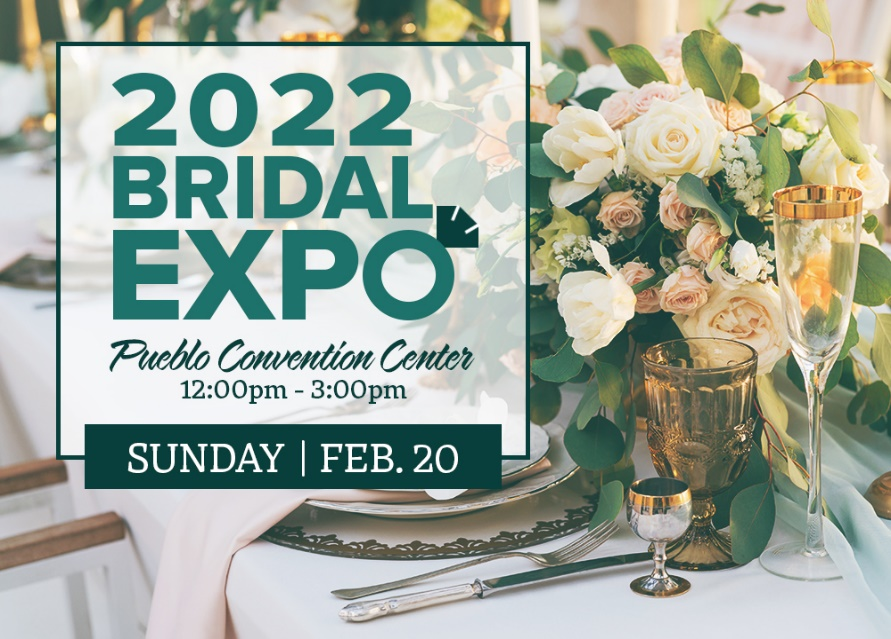 2022
BRIDAL
EXPO
Pueblo Convention Center
12:00pm - 3:00pm
SUNDAY | FEB. 20